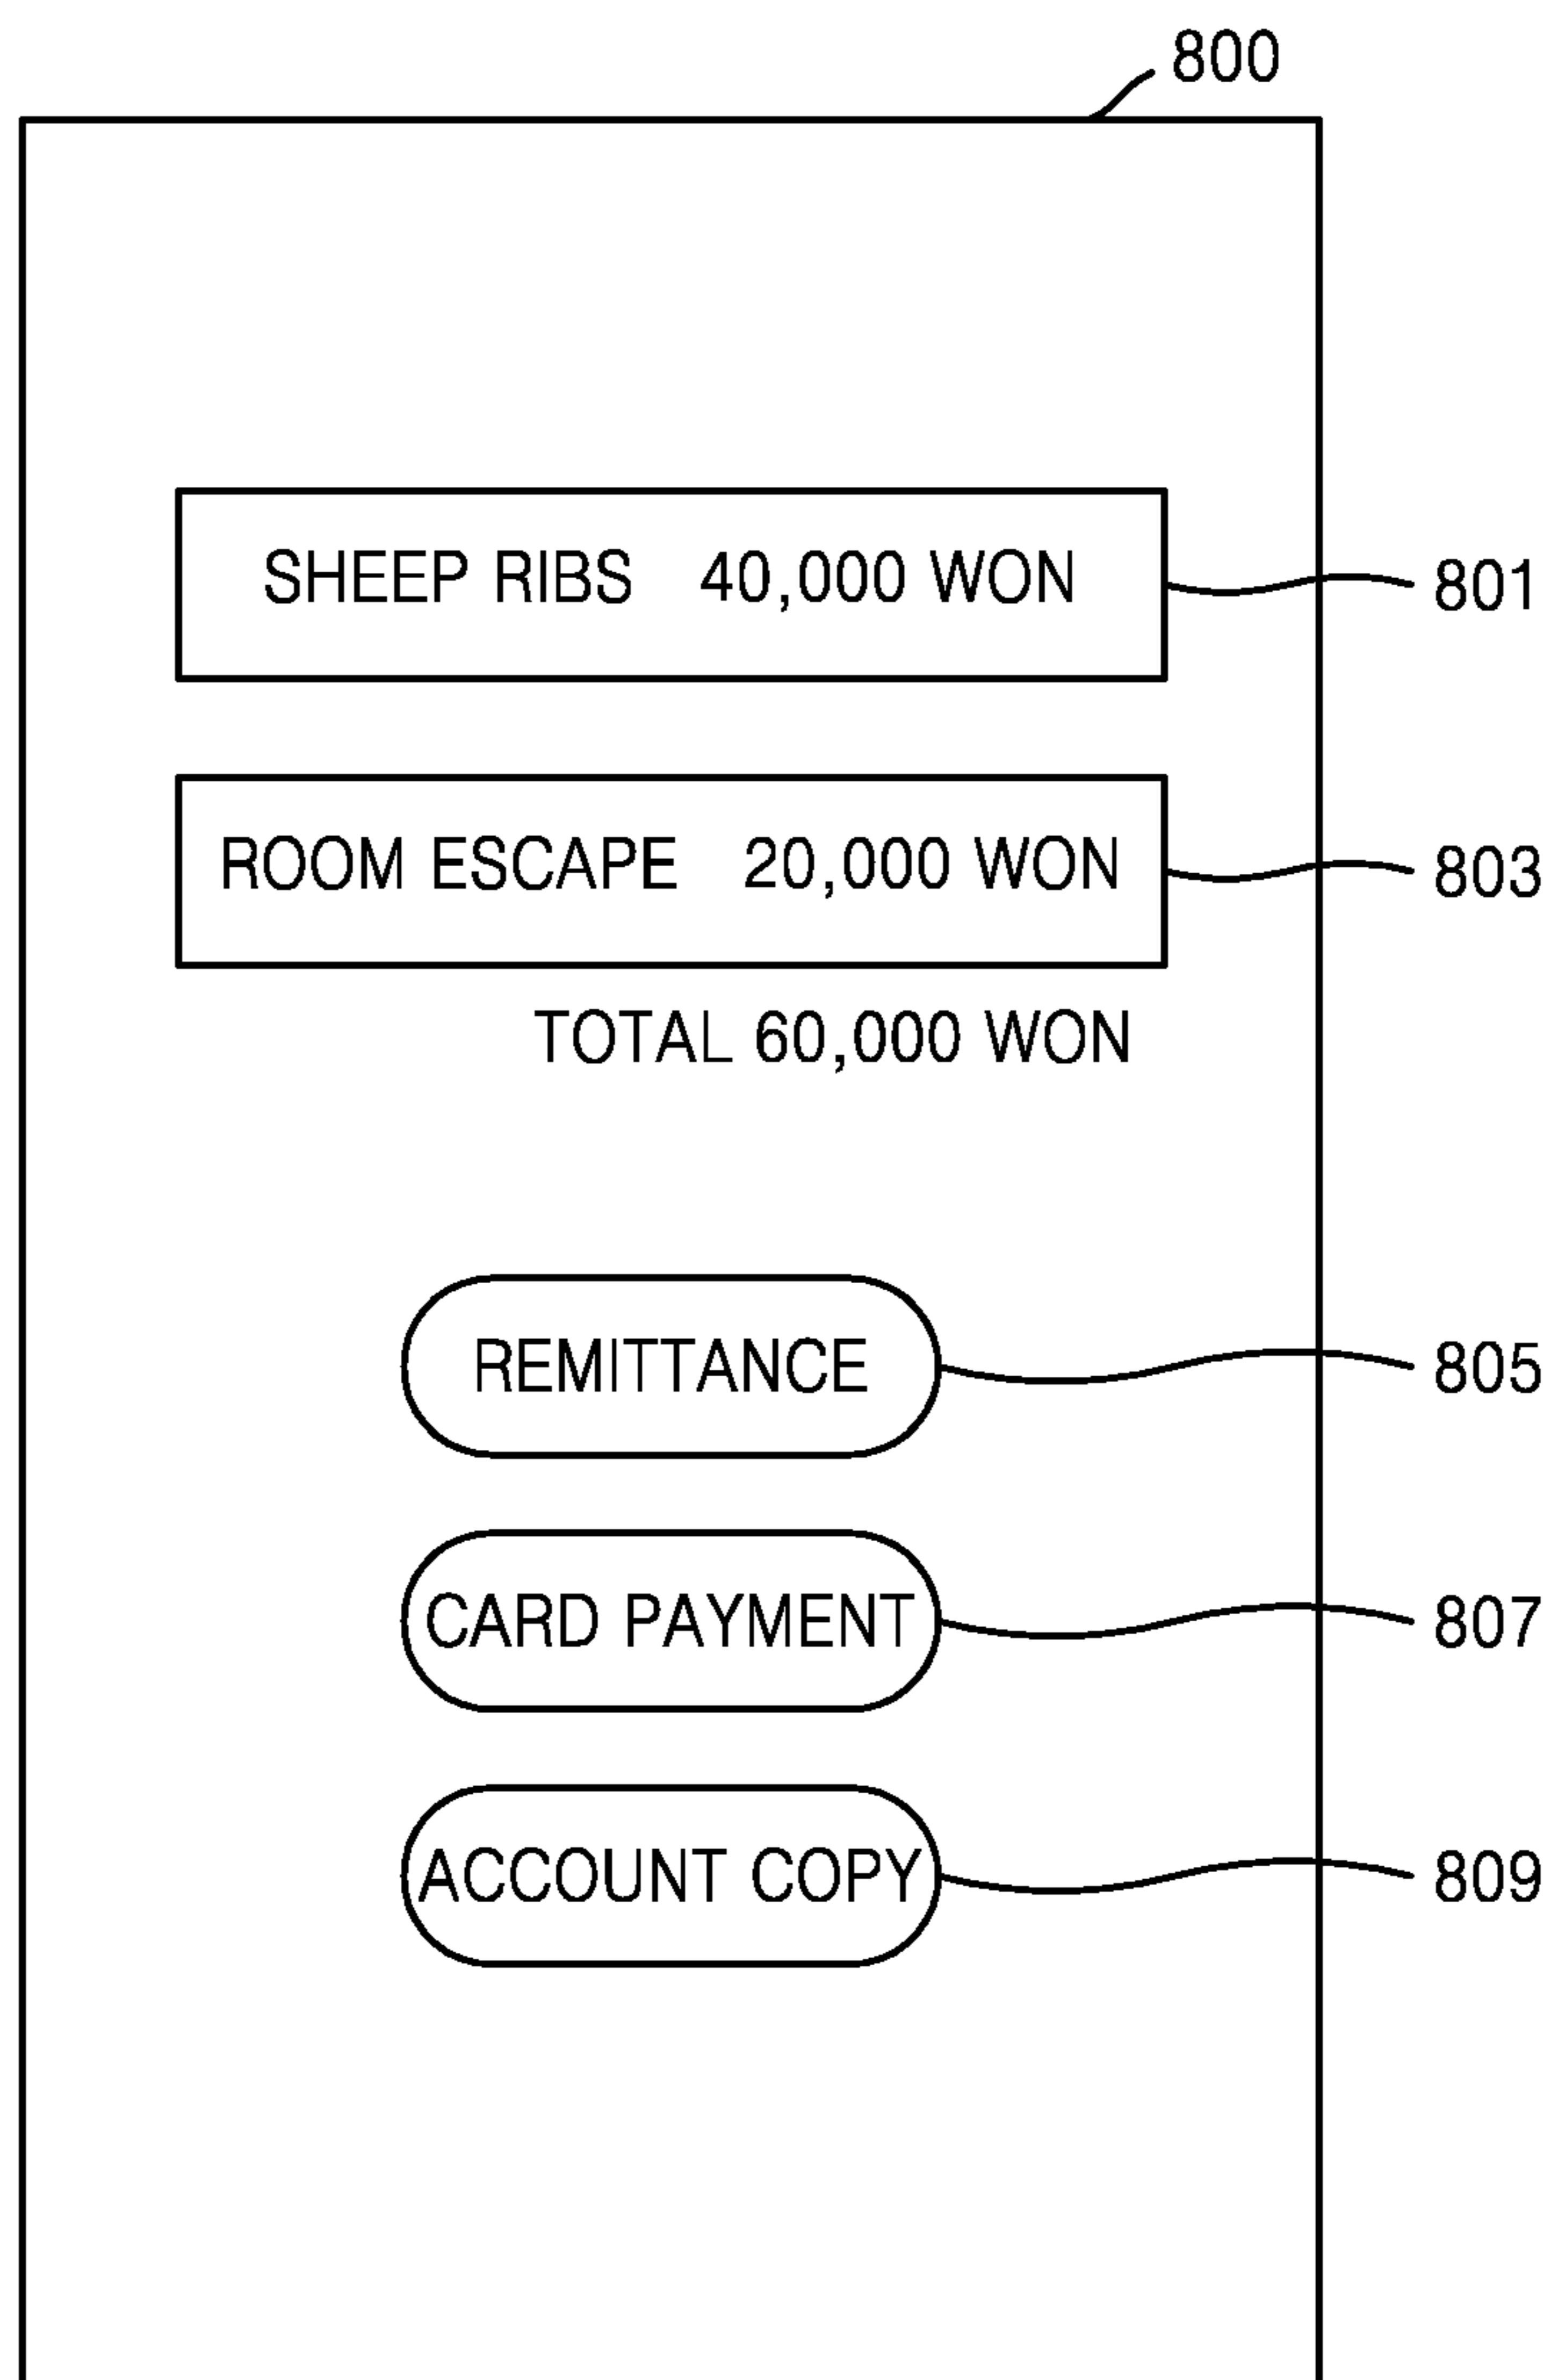 800
SHEEP RIBS 40,000 WON 801
ROOM ESCAPE 20,000 WON 803
TOTAL 60,000 WON
REMITTANCE 805
CARD PAYMENT 807
ACCOUNT COPY 809